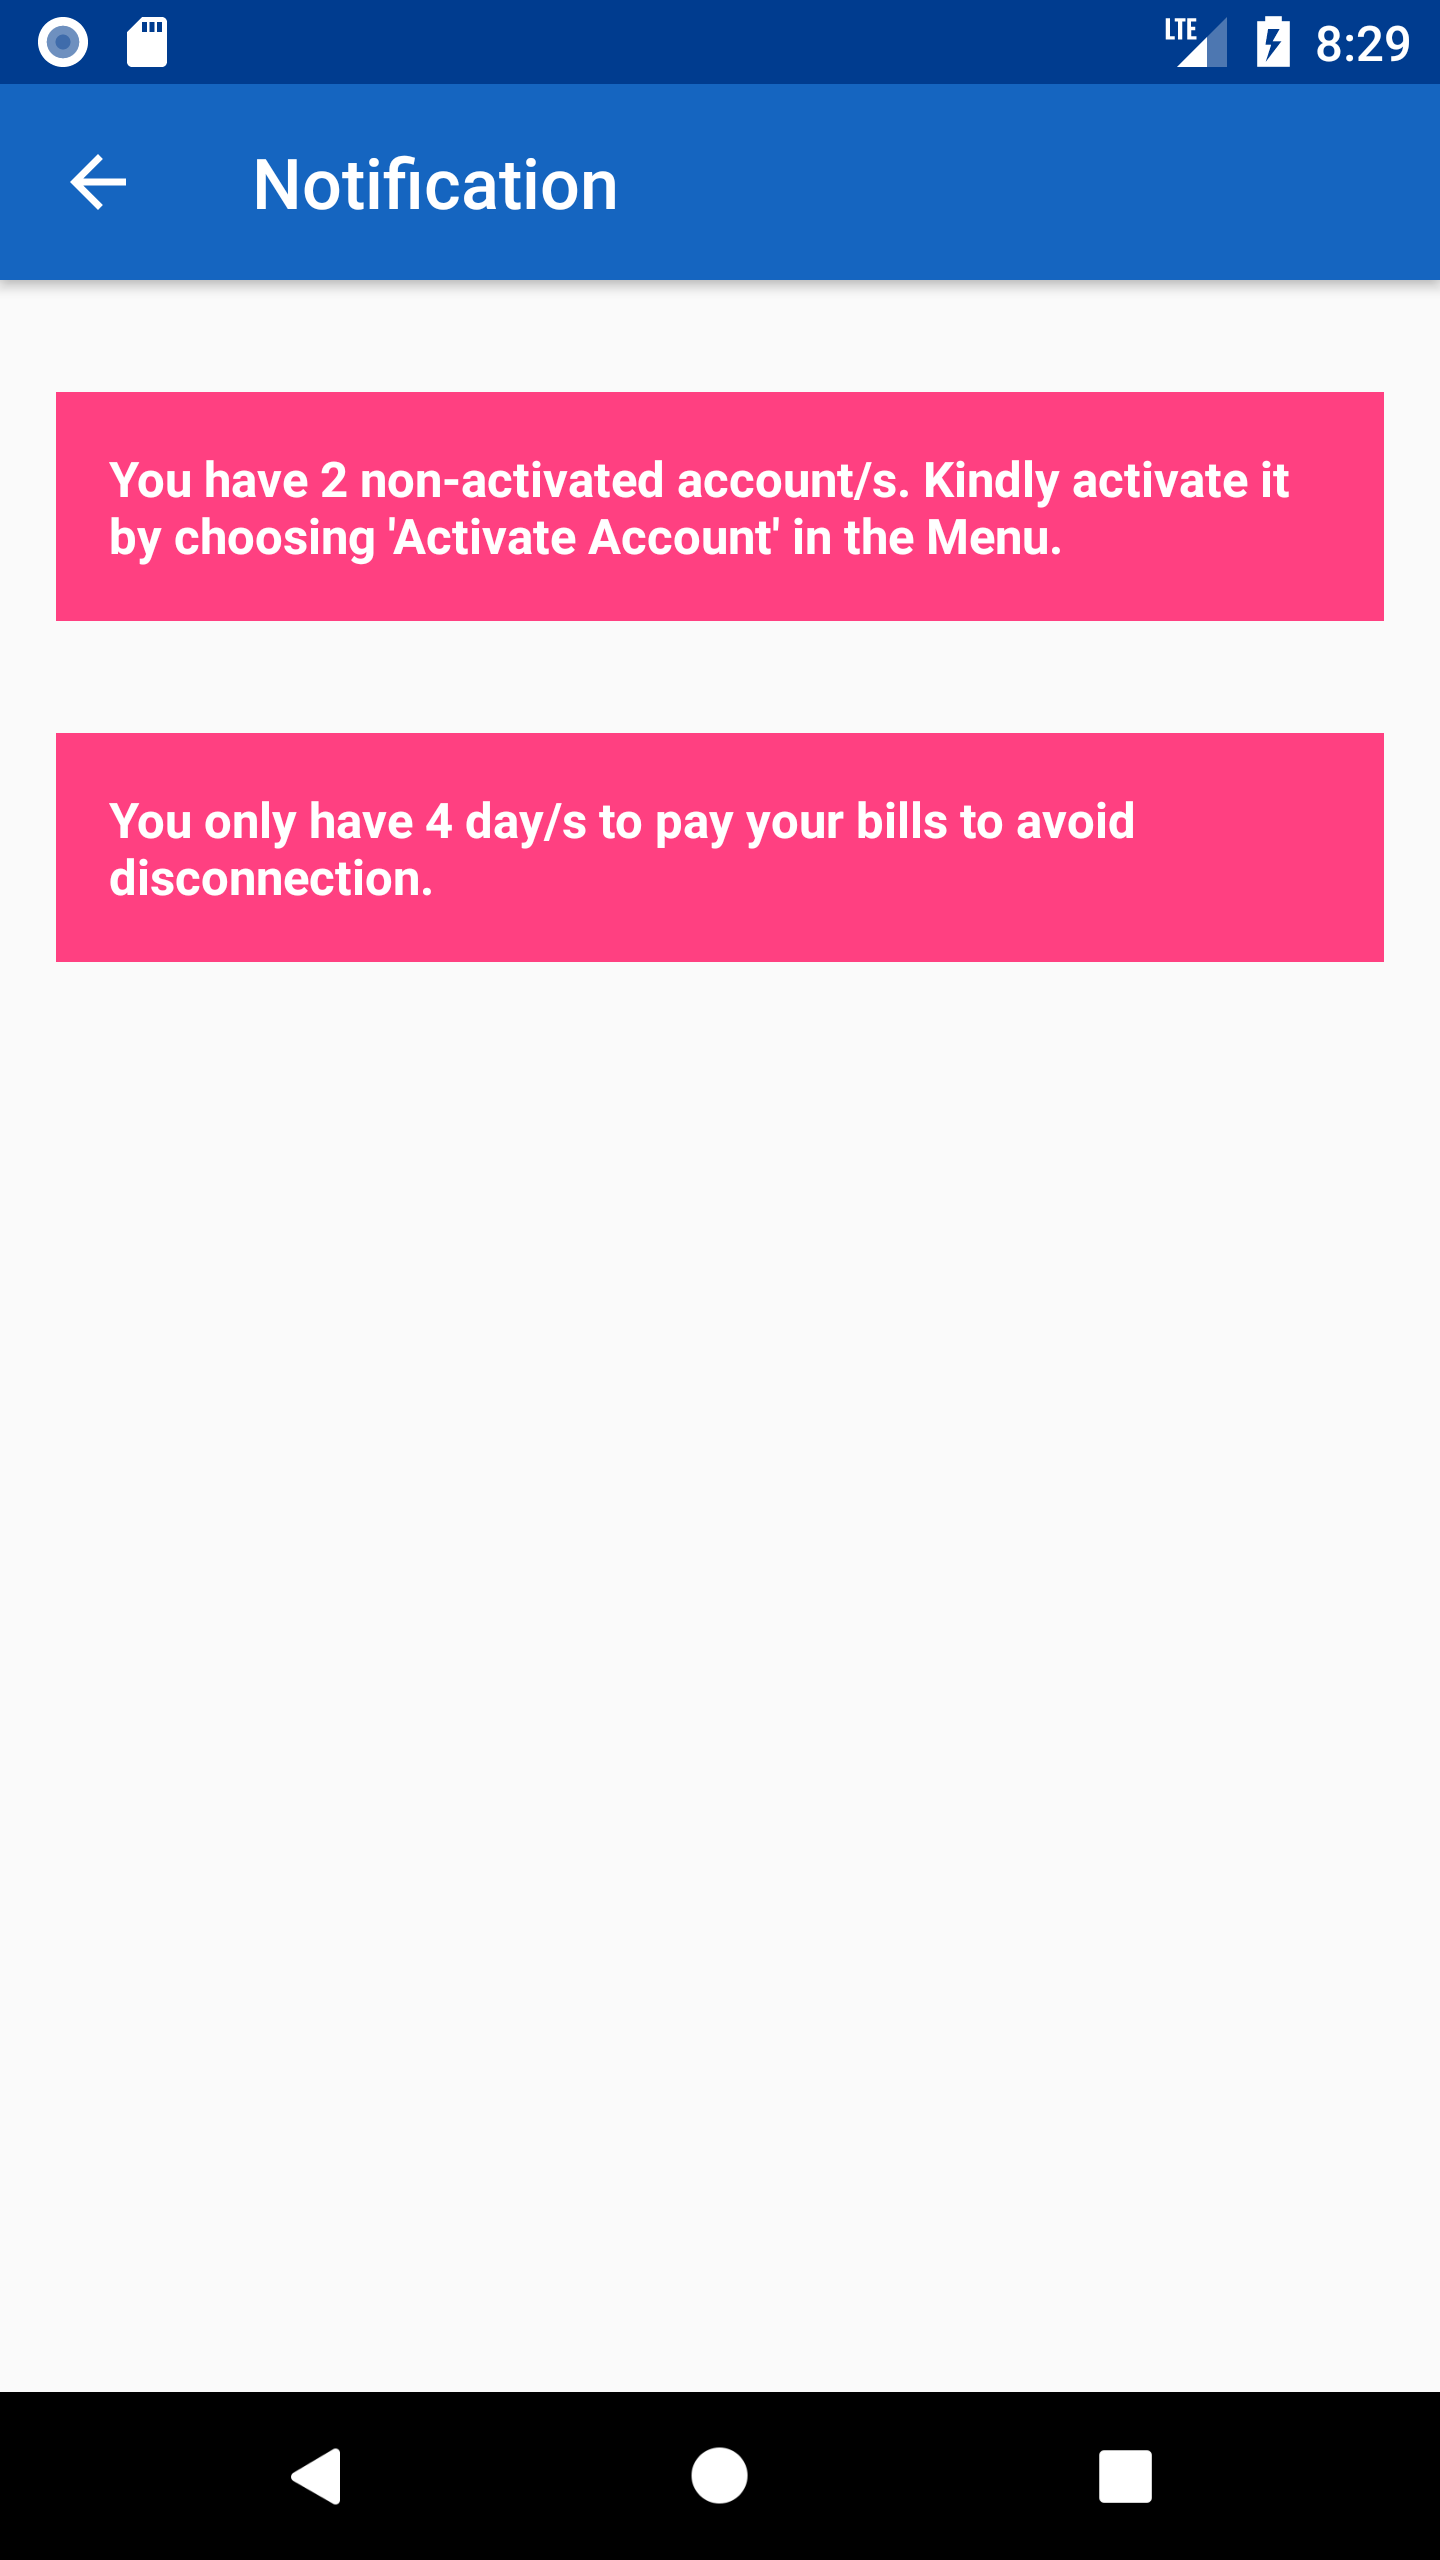 LTE 8:29
Notification
You have 2 non-activated account/s. Kindly activate it
by choosing 'Activate Account' in the Menu.
You only have 4 day/s to pay your bills to avoid
disconnection.